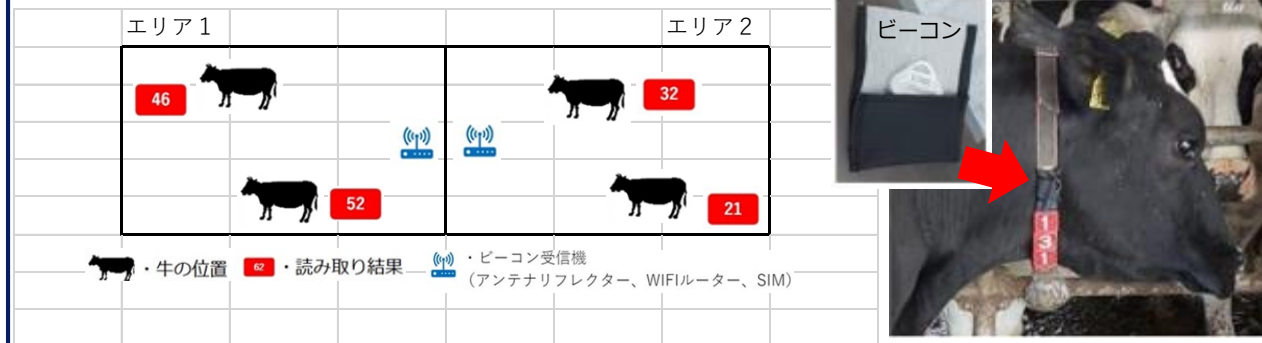 エリア１
エリア２
ビーコン
46
32
52
21
・牛の位置
62
・読み取り結果
・ビーコン受信機
（アンテナリフレクター、WIFIルーター、SIM）
1
3
1